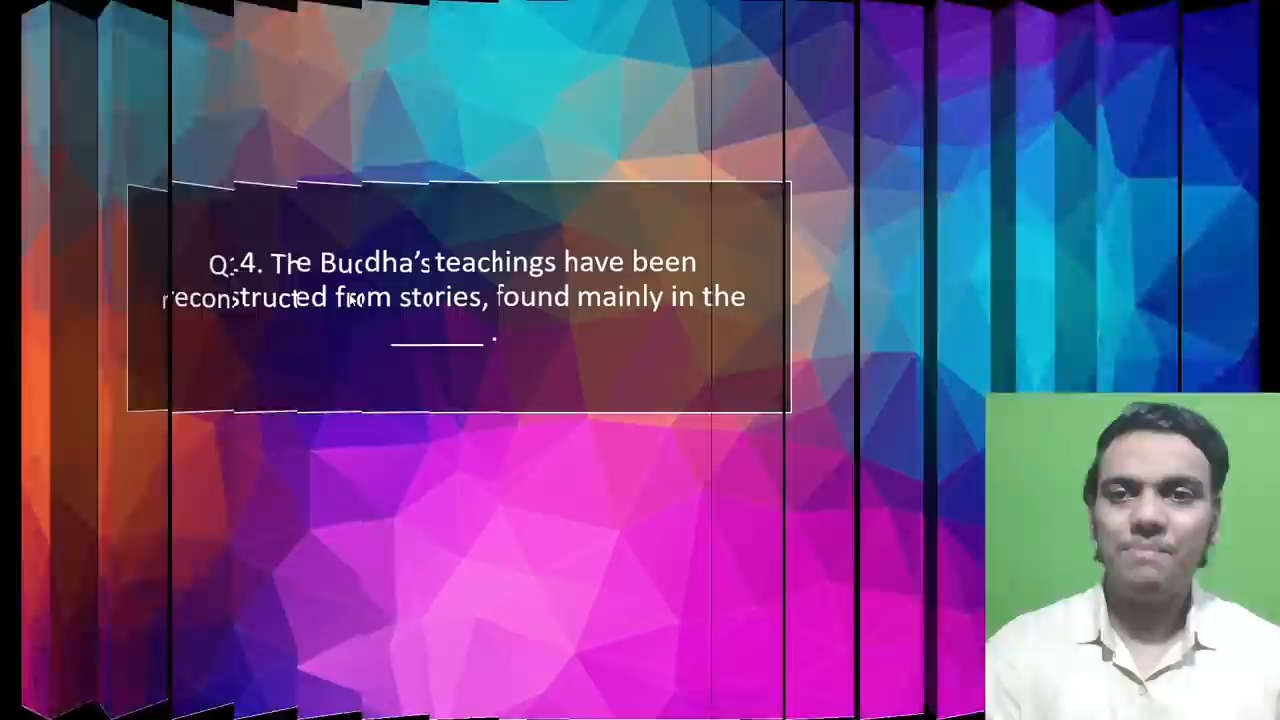 Q.4. The Buddha's teachings have been
reconstructed from stories, found mainly in the
_______ .